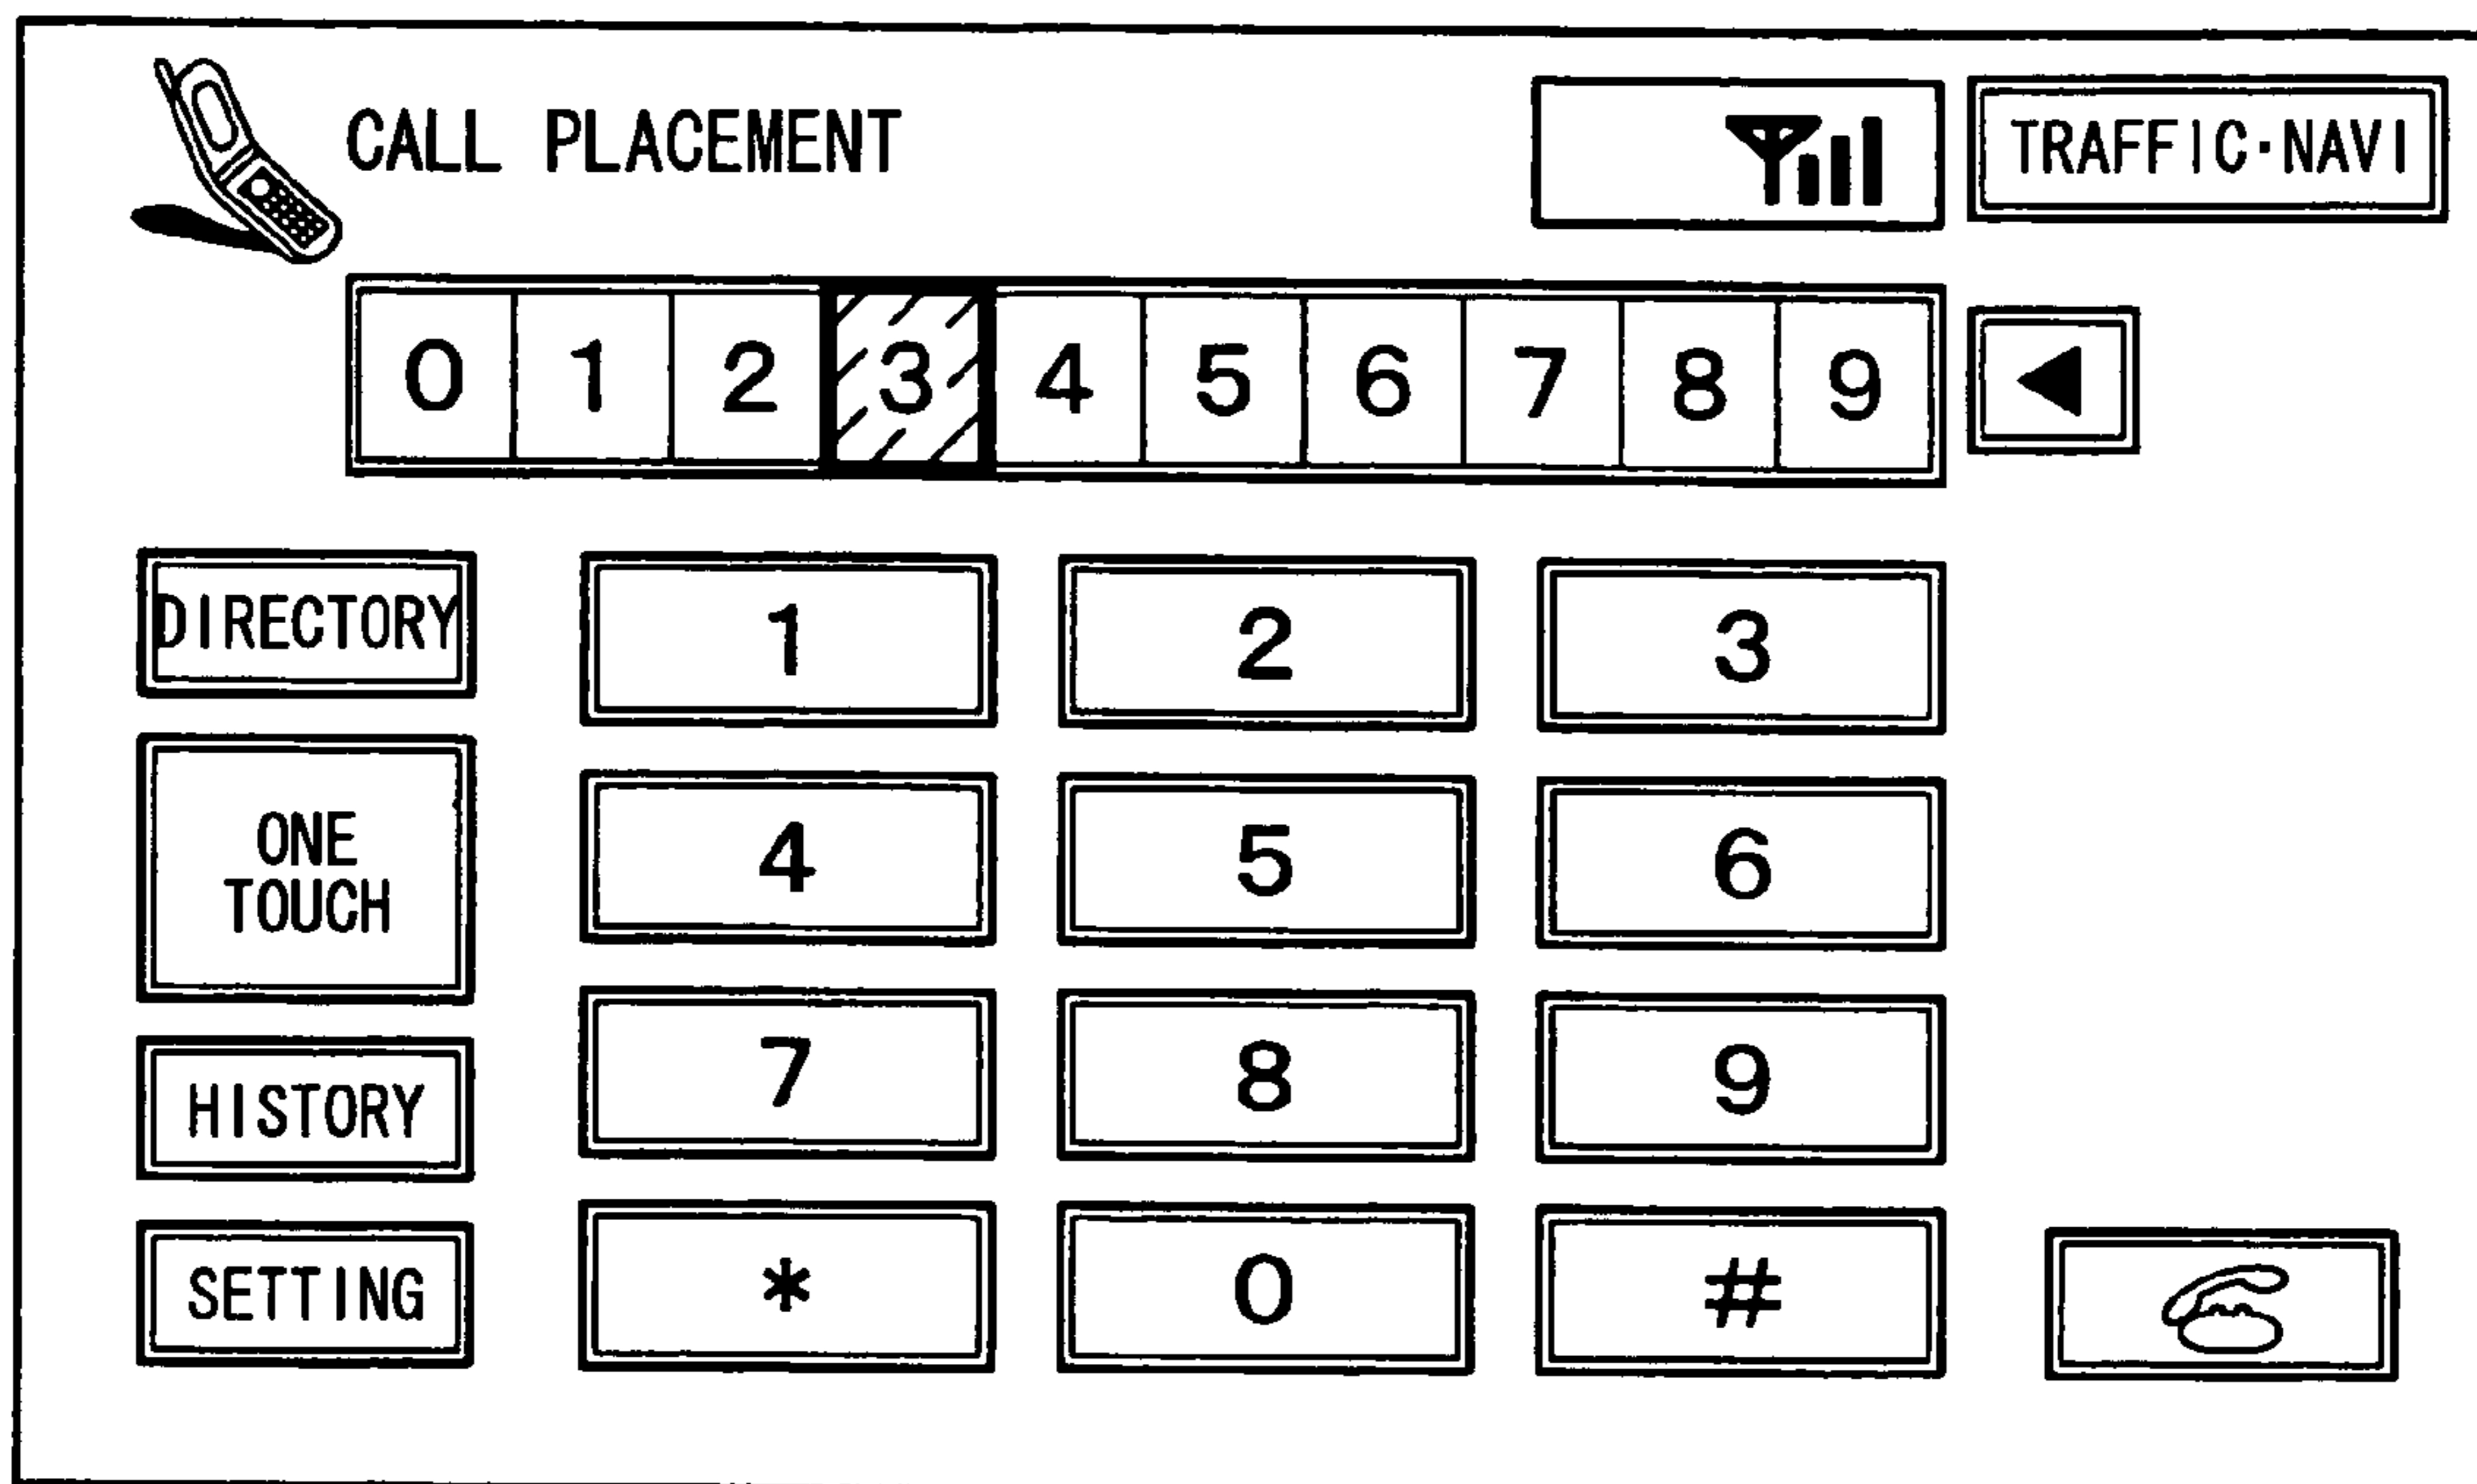 CALL PLACEMENT
TRAFFIC·NAVI
0 1 2 3 4 5 6 7 8 9
DIRECTORY
1 2 3
ONE
TOUCH
4 5 6
HISTORY
7 8 9
SETTING
* 0 #